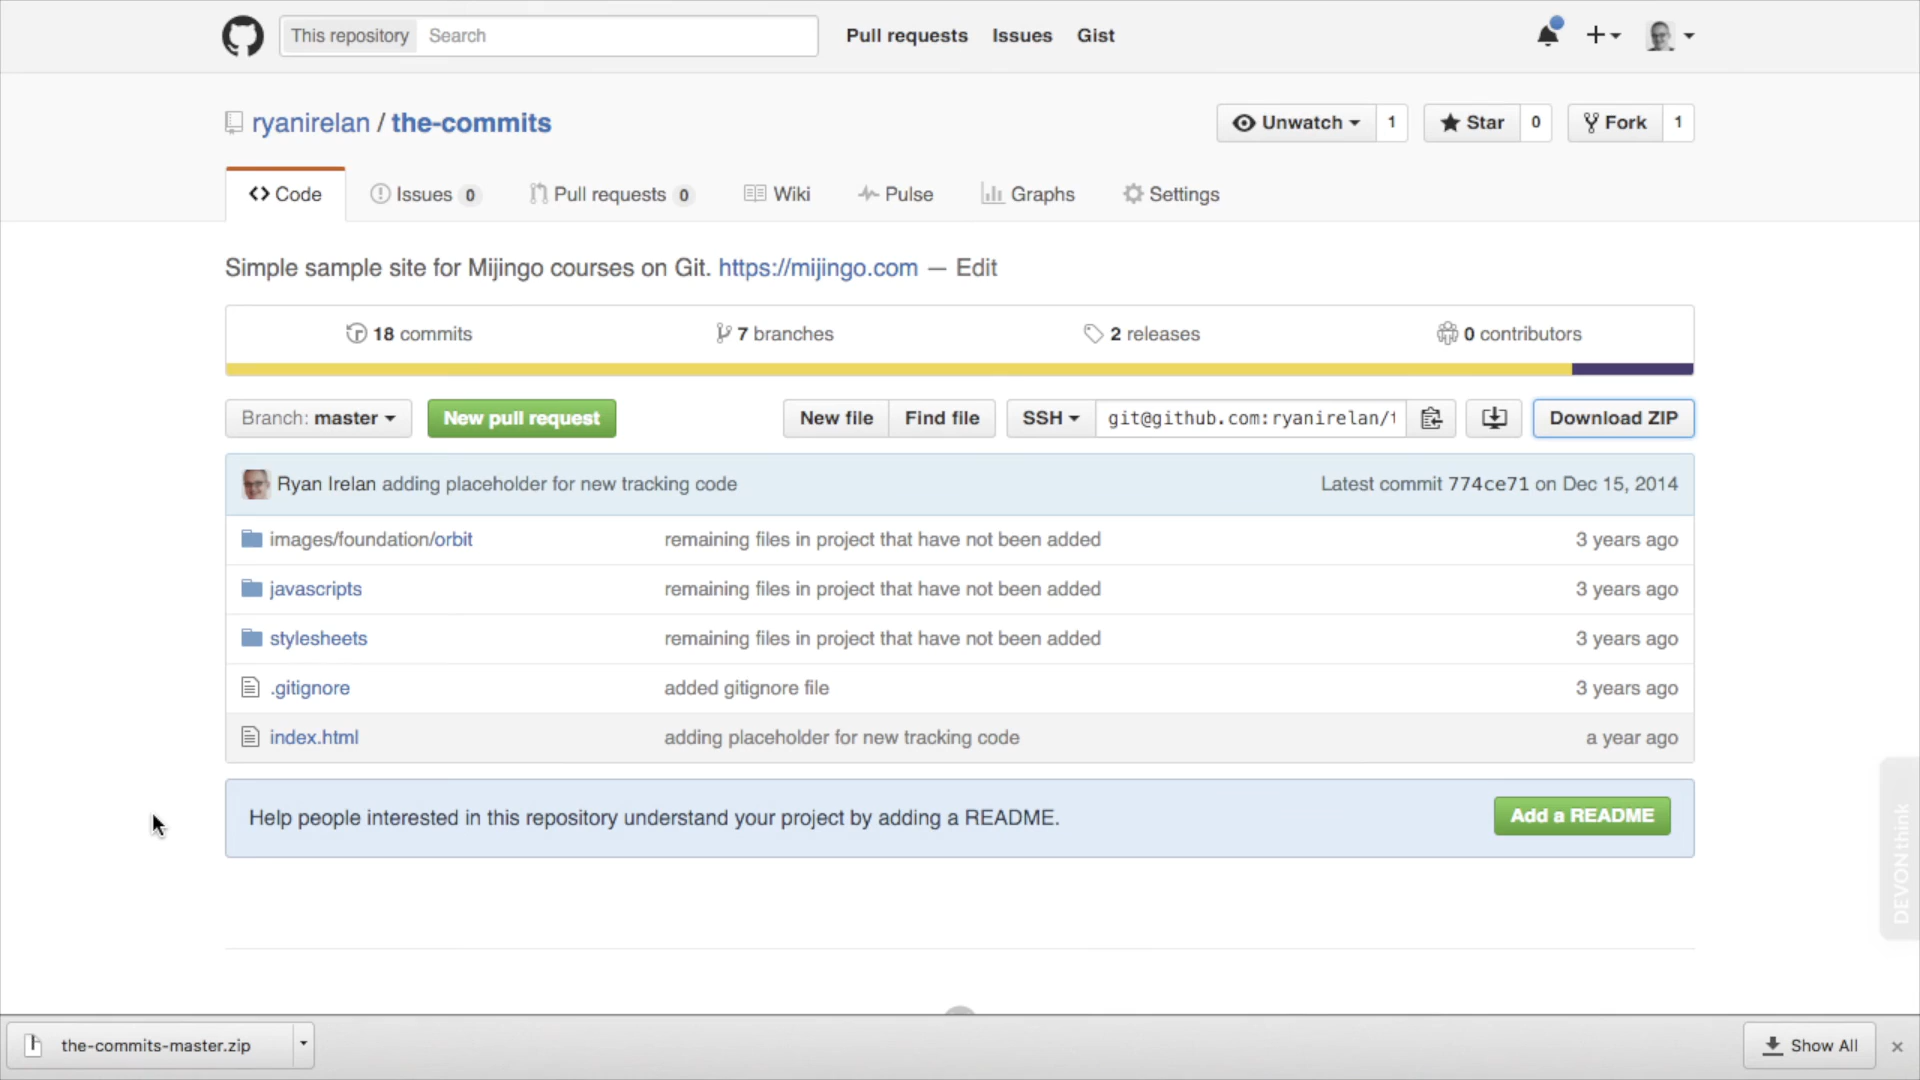 This repository Search Pull requests Issues Gist
ryanirelan / the-commits Unwatch 1 Star 0 Fork 1
Code Issues 0 Pull requests 0 Wiki Pulse Graphs Settings
Simple sample site for Mijingo courses on Git. https://mijingo.com — Edit
18 commits 7 branches 2 releases 0 contributors
Branch: master New pull request New file Find file SSH git@github.com:ryanirelan/t Download ZIP
Ryan Irelan adding placeholder for new tracking code Latest commit 774ce71 on Dec 15, 2014
images/foundation/orbit remaining files in project that have not been added 3 years ago
javascripts remaining files in project that have not been added 3 years ago
stylesheets remaining files in project that have not been added 3 years ago
.gitignore added gitignore file 3 years ago
index.html adding placeholder for new tracking code a year ago
Help people interested in this repository understand your project by adding a README. Add a README
DEVONthink
the-commits-master.zip Show All